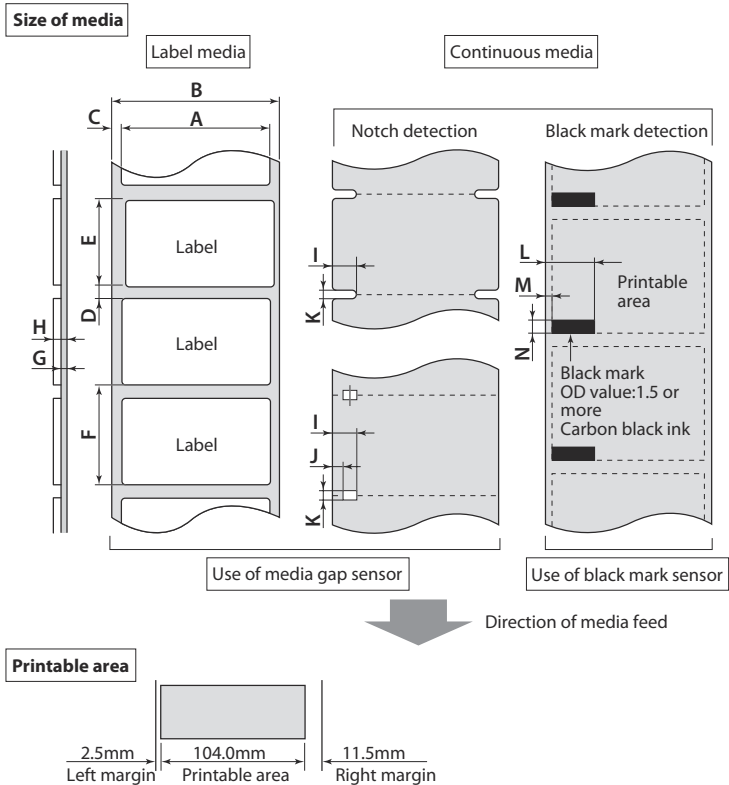 Size of media
Label media
Continuous media
B
C
A
Notch detection
Black mark detection
E
Label
I
L
M
Printable
area
D
K
H
Label
N
G
Black mark
OD value:1.5 or
more
Carbon black ink
I
F
Label
J
K
Use of media gap sensor
Use of black mark sensor
Direction of media feed
Printable area
2.5mm
104.0mm
11.5mm
Left margin
Printable area
Right margin